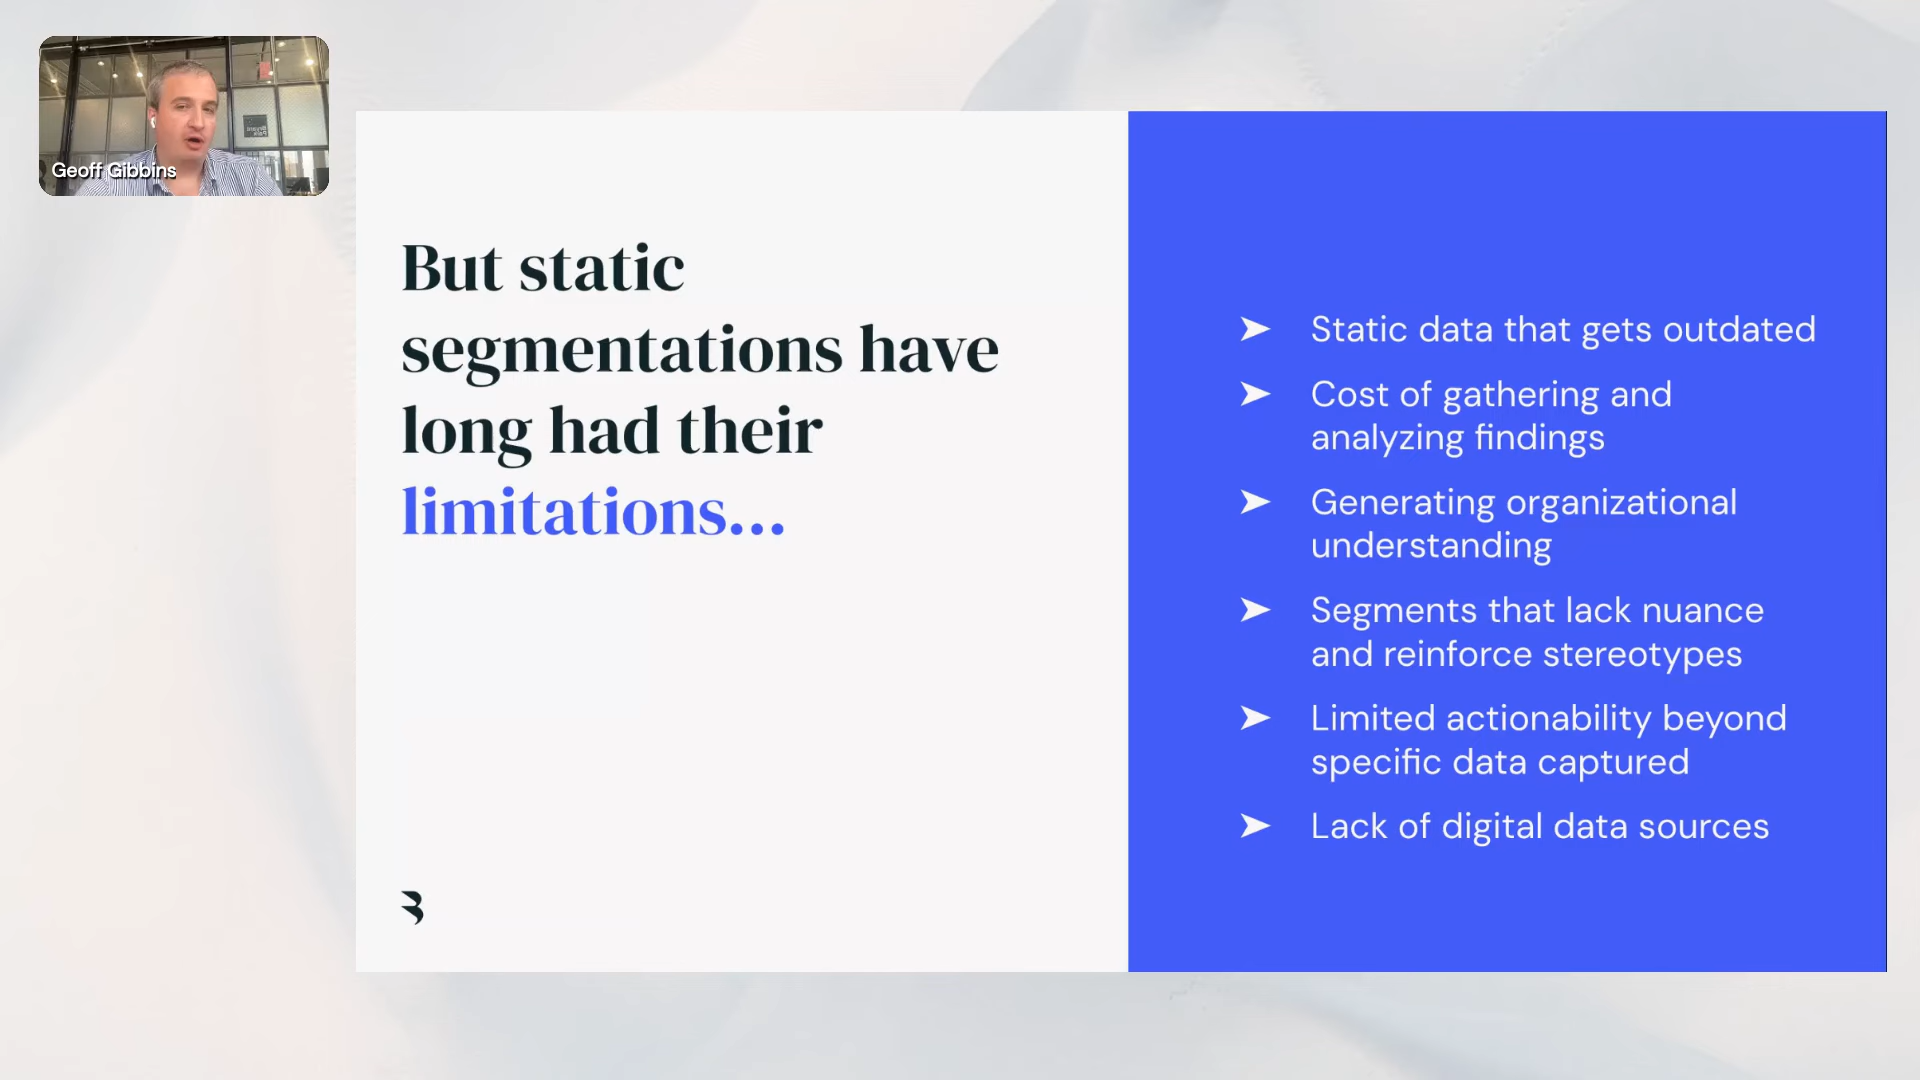 Geoff Gibbins
But static
segmentations have
long had their
limitations...
Static data that gets outdated
Cost of gathering and
analyzing findings
Generating organizational
understanding
Segments that lack nuance
and reinforce stereotypes
Limited actionability beyond
specific data captured
Lack of digital data sources